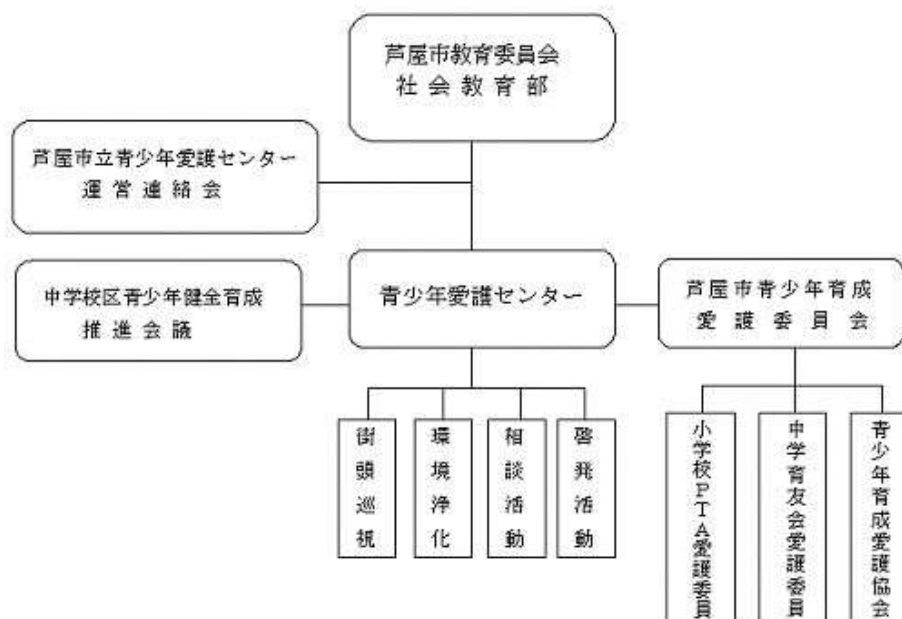 芦屋市教育委員会
社会教育部
芦屋市立青少年愛護センター
運営連絡会
中学校区青少年健全育成
推進会議
青少年愛護センター
芦屋市青少年育成
愛護委員会
街頭巡視
環境浄化
相談活動
啓発活動
小学校PTA愛護委員
中学育友会愛護委員
青少年育成愛護協会